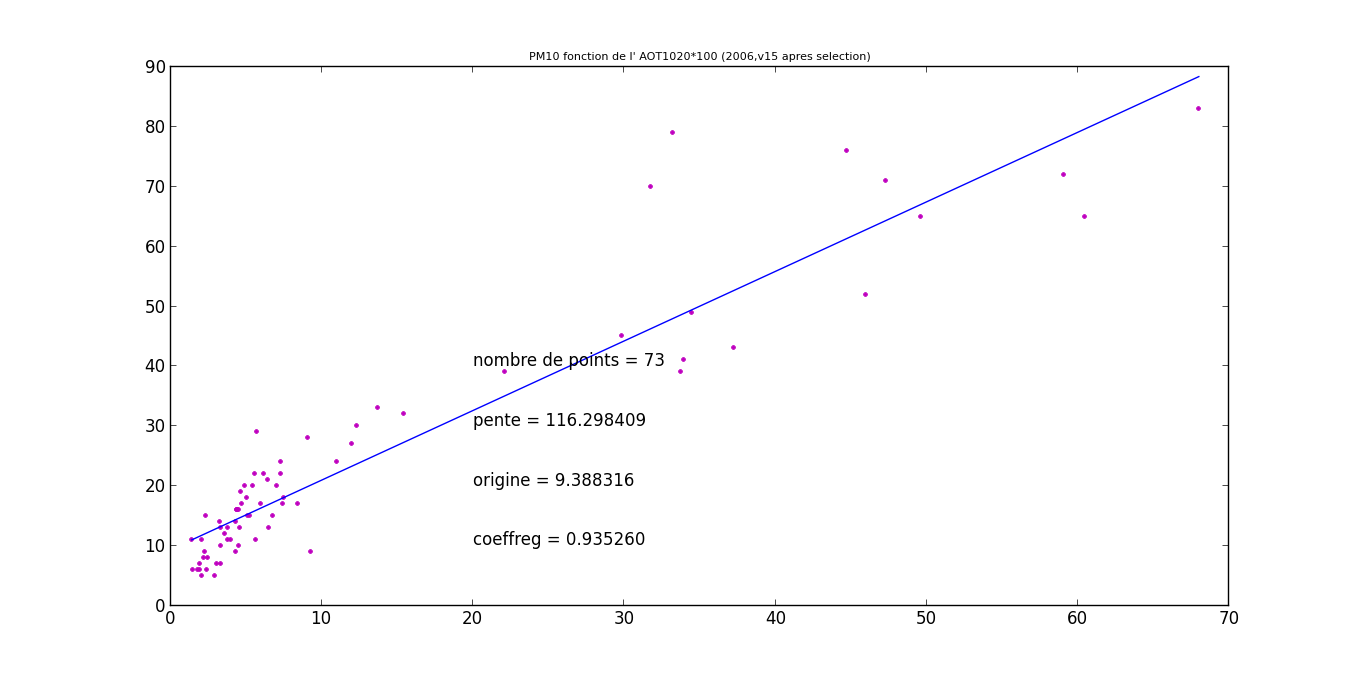 PM10 fonction de l' AOT1020*100 (2006,v15 apres selection)
90
80
70
60
50
40
30
20
10
0
nombre de points = 73
pente = 116.298409
origine = 9.388316
coeffreg = 0.935260
0 10 20 30 40 50 60 70